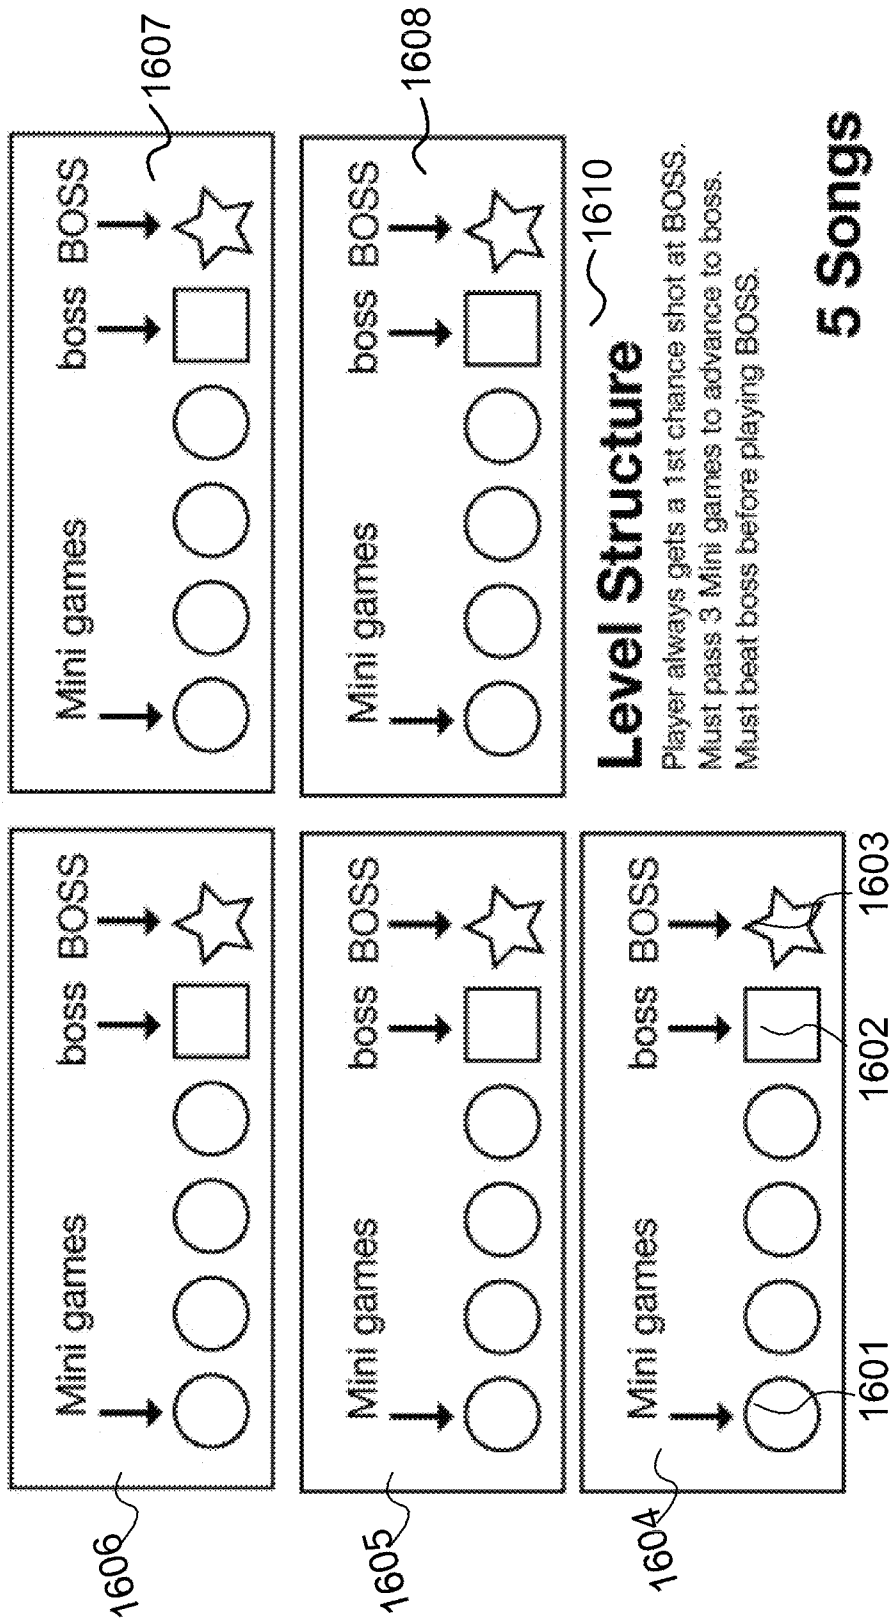 1606
Mini games
boss
BOSS
1607
Mini games
boss
BOSS
1605
Mini games
boss
BOSS
1608
Mini games
boss
BOSS
1604
Mini games
boss
BOSS
1601
1602
1603
Level Structure
1610
Player always gets a 1st chance shot at BOSS.
Must pass 3 Mini games to advance to boss.
Must beat boss before playing BOSS.
5 Songs